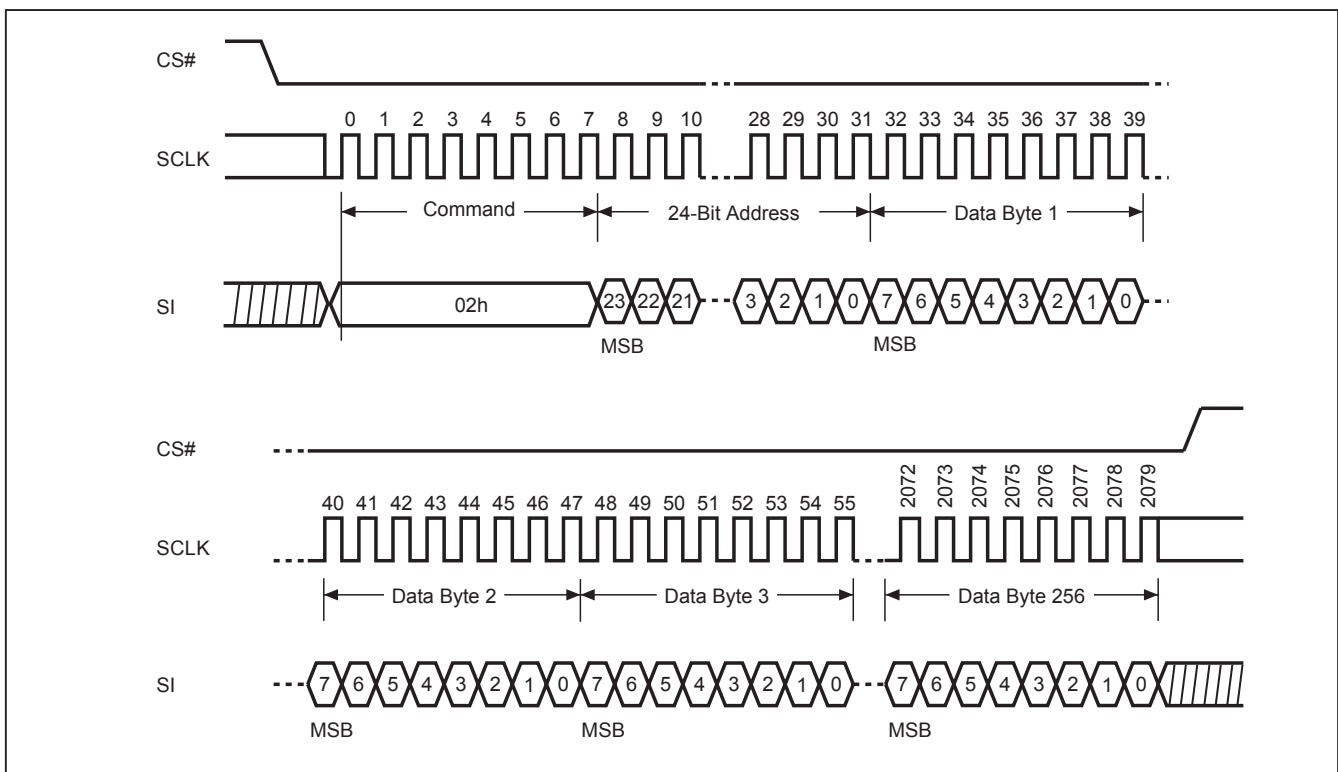 CS#
0 1 2 3 4 5 6 7 8 9 10 28 29 30 31 32 33 34 35 36 37 38 39
SCLK
Command 24-Bit Address Data Byte 1
SI 02h 23 22 21 3 2 1 0 7 6 5 4 3 2 1 0
MSB MSB
CS#
2072 2073 2074 2075 2076 2077 2078 2079
40 41 42 43 44 45 46 47 48 49 50 51 52 53 54 55
SCLK
Data Byte 2 Data Byte 3 Data Byte 256
SI 7 6 5 4 3 2 1 0 7 6 5 4 3 2 1 0 7 6 5 4 3 2 1 0
MSB MSB MSB